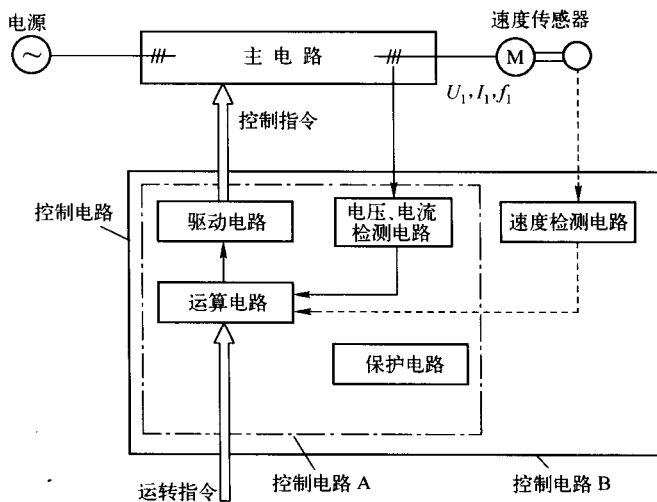 电源
速度传感器
主电路
M
U₁,I₁,f₁
控制指令
控制电路
驱动电路
电压、电流
检测电路
速度检测电路
运算电路
保护电路
运转指令
控制电路 A
控制电路 B